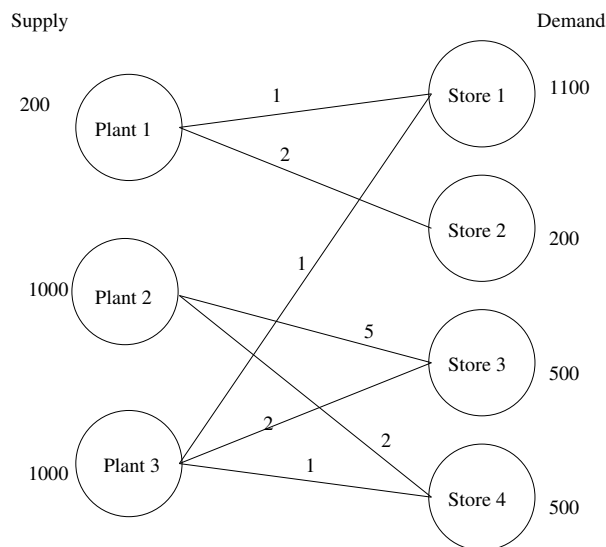 Supply
Demand
200
Plant 1
1
Store 1
1100
2
Store 2
200
1
1000
Plant 2
5
Store 3
500
2
2
1000
Plant 3
1
Store 4
500